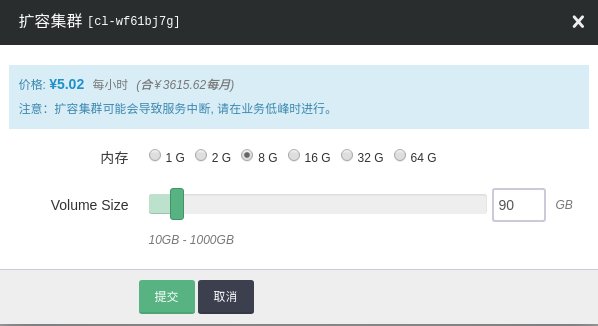 扩容集群 [cl-wf61bj7g]
价格: ¥5.02 每小时 (合¥3615.62每月)
注意：扩容集群可能会导致服务中断, 请在业务低峰时进行。
内存 1 G 2 G 8 G 16 G 32 G 64 G
Volume Size 90 GB
10GB - 1000GB
提交 取消